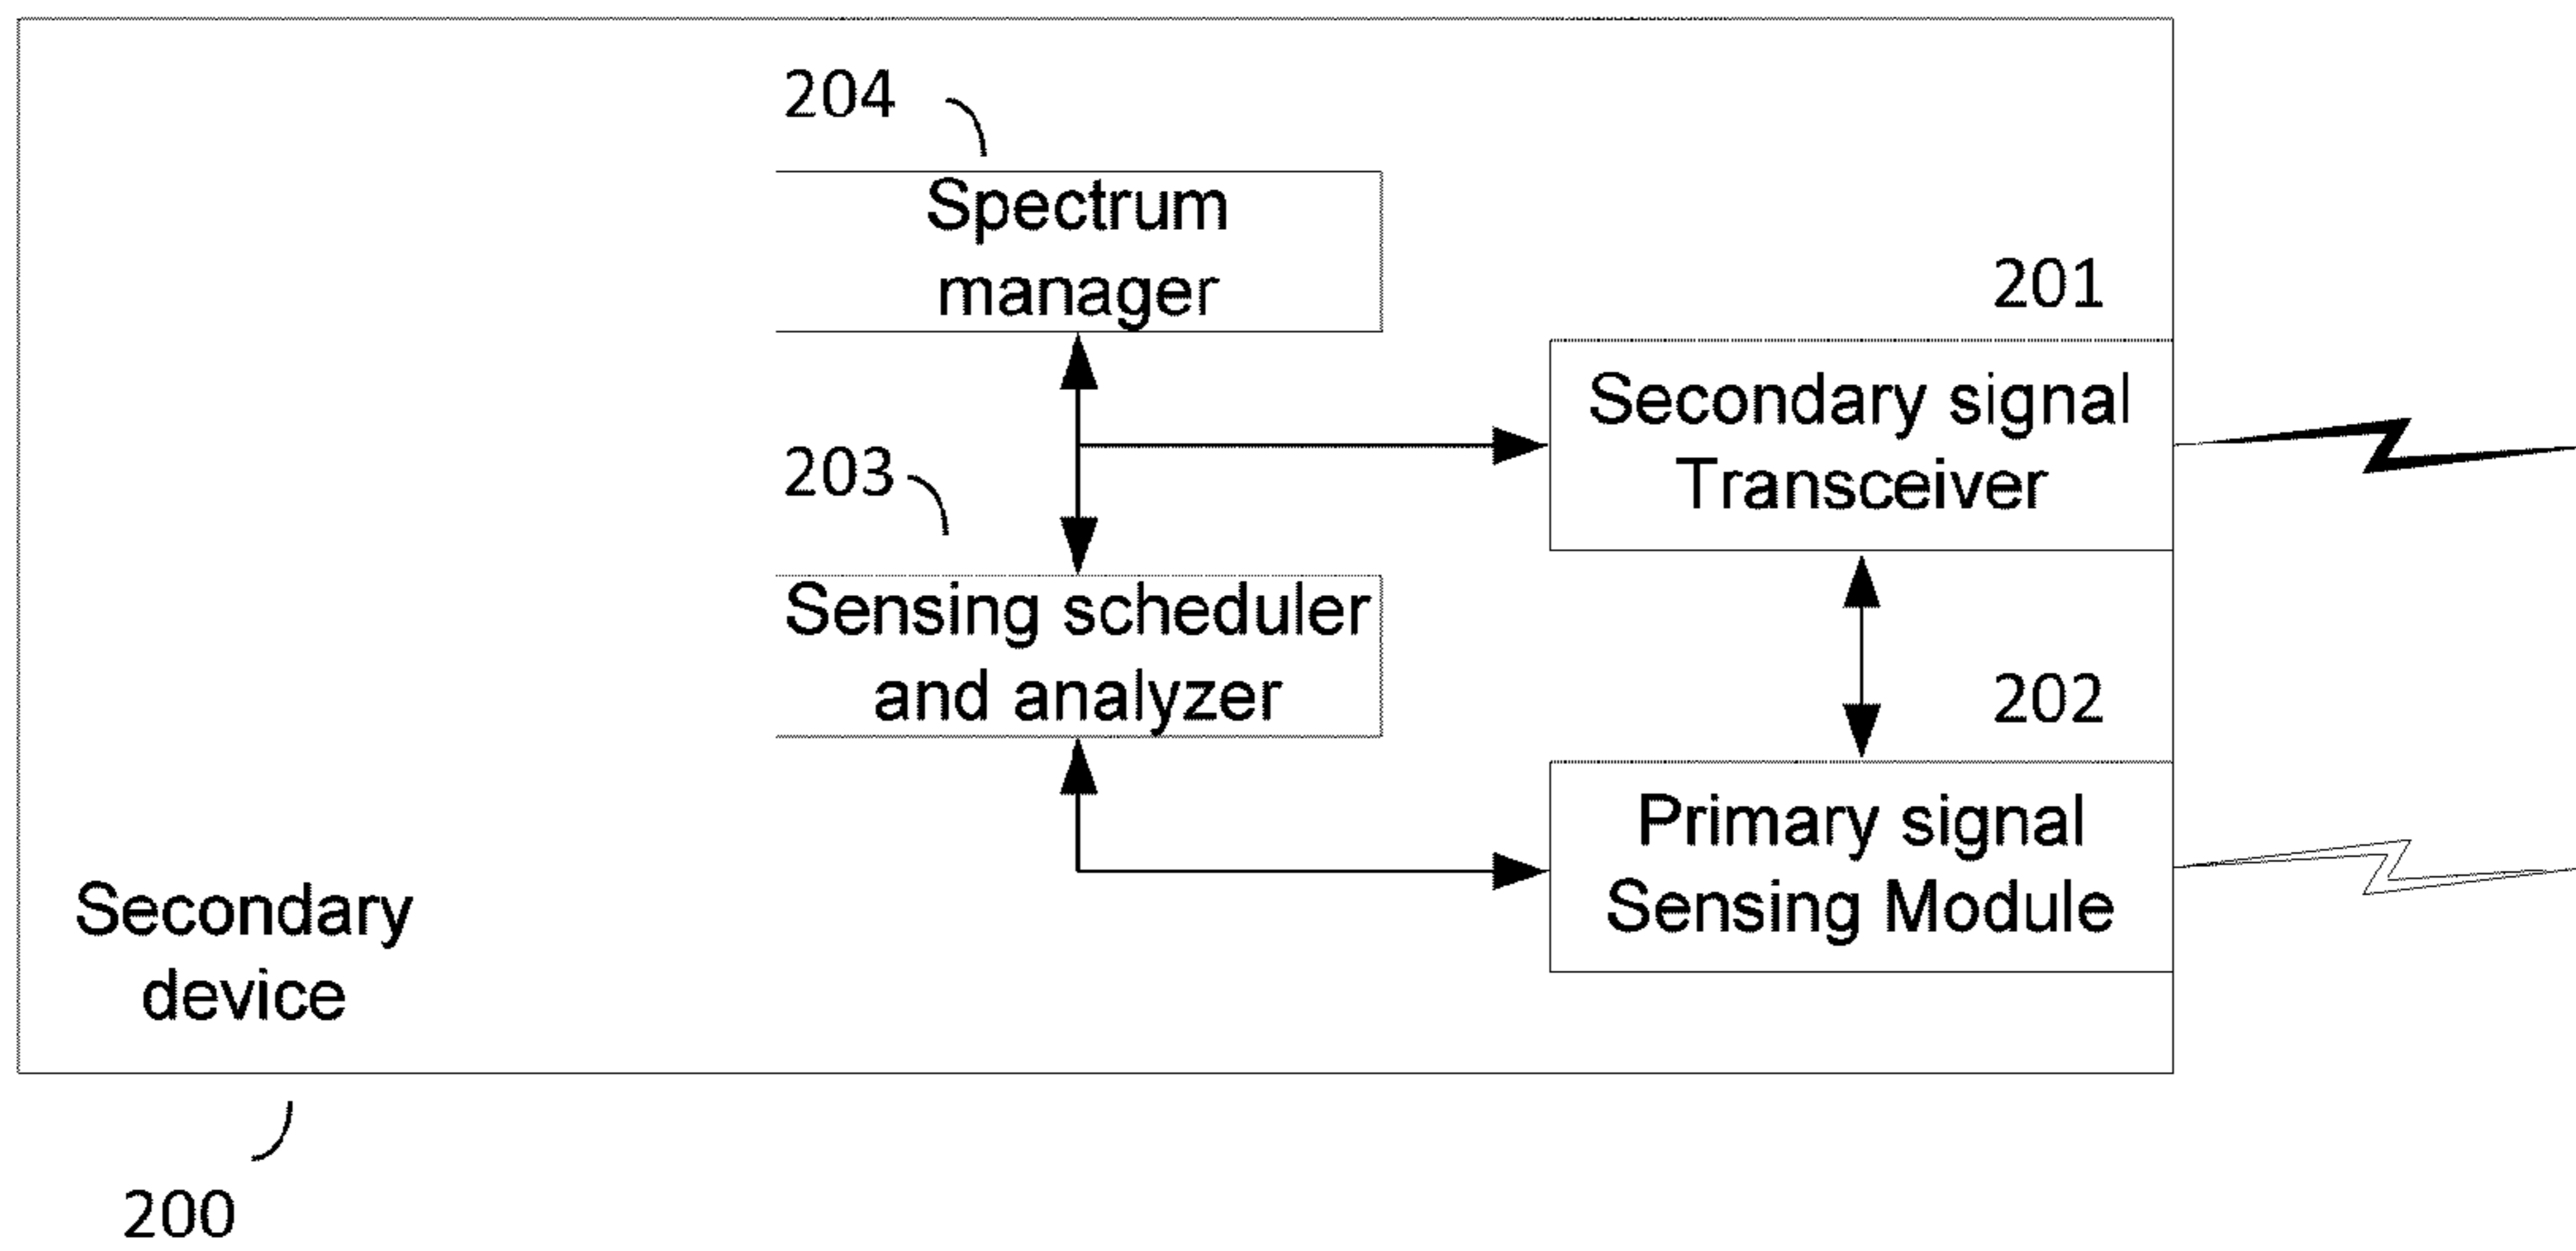 204
Spectrum
manager
201
Secondary signal
Transceiver
203
Sensing scheduler
and analyzer
202
Primary signal
Sensing Module
Secondary
device
200